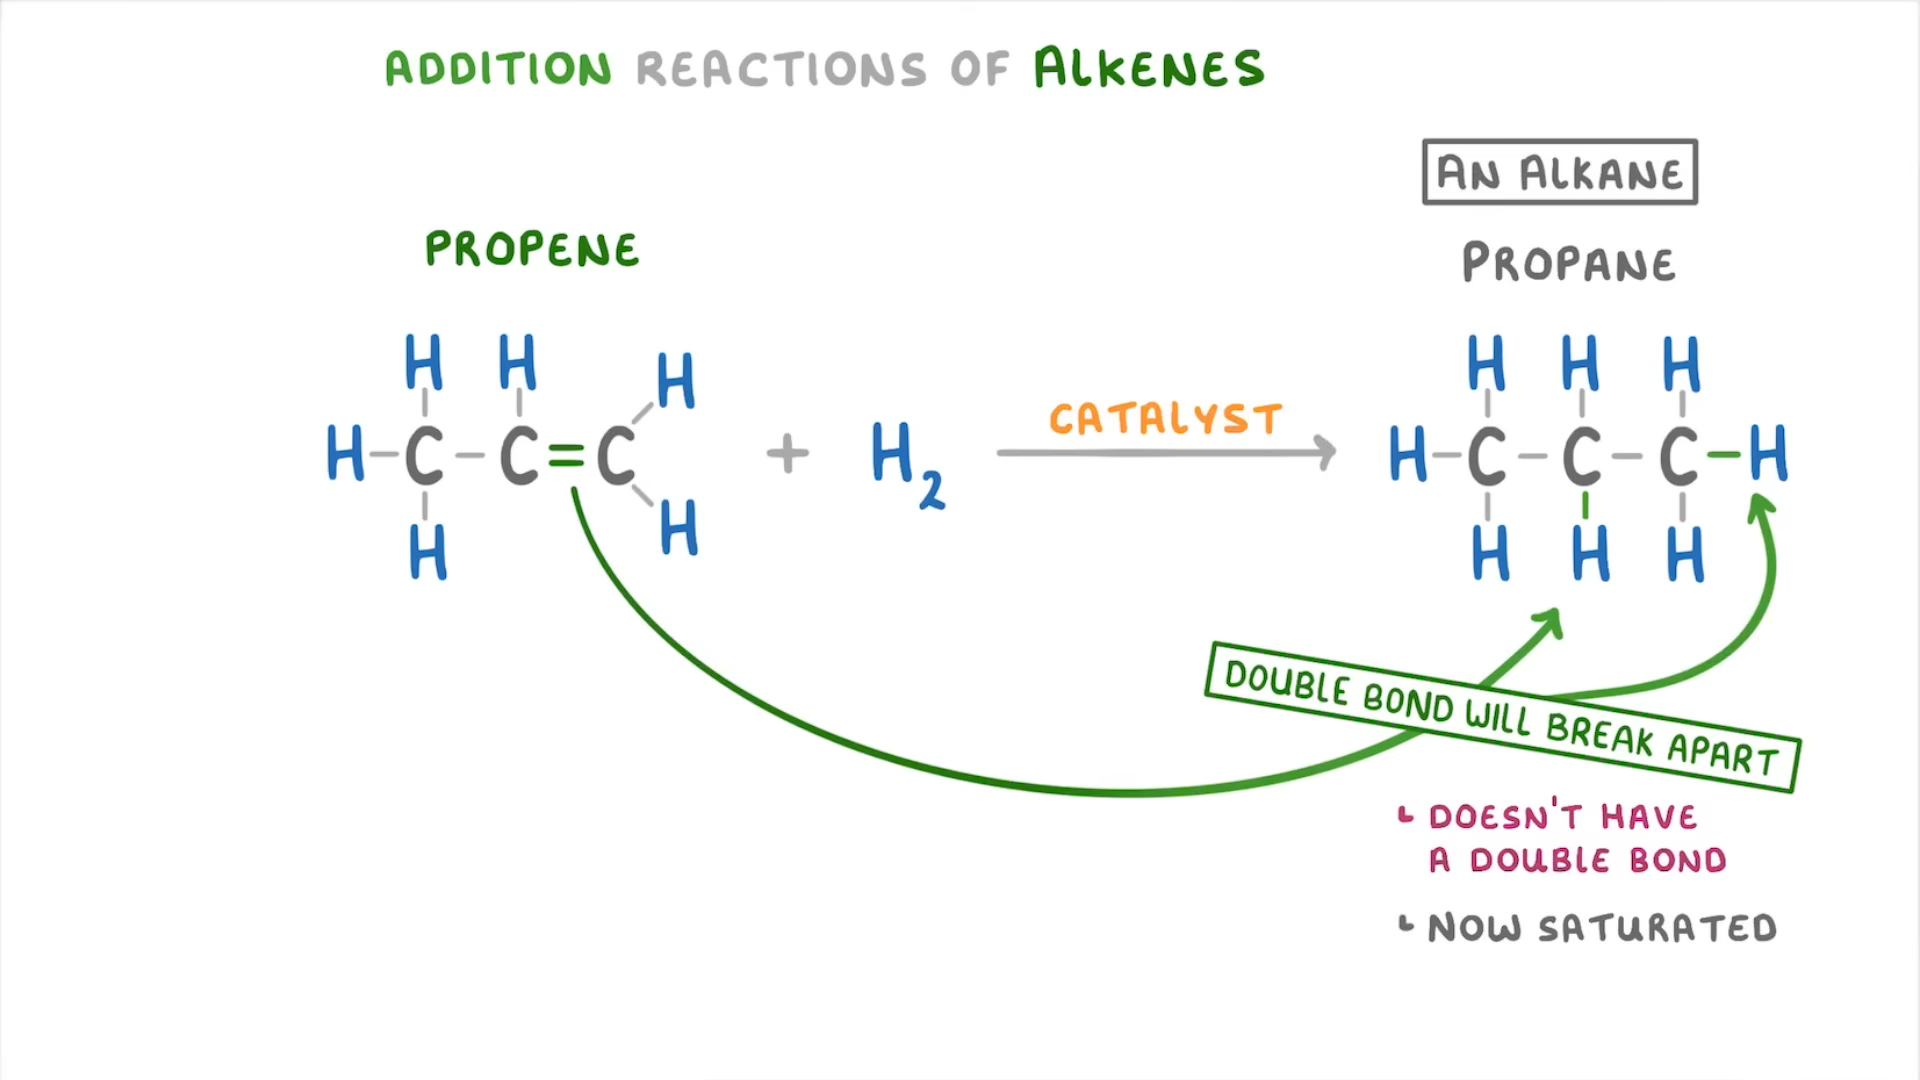 ADDITION REACTIONS OF ALKENES
AN ALKANE
PROPENE
PROPANE
H H H
H-C-C=C + H2 CATALYST H-C-C-C-H
H H
H H H
DOUBLE BOND WILL BREAK APART
DOESN'T HAVE
A DOUBLE BOND
NOW SATURATED